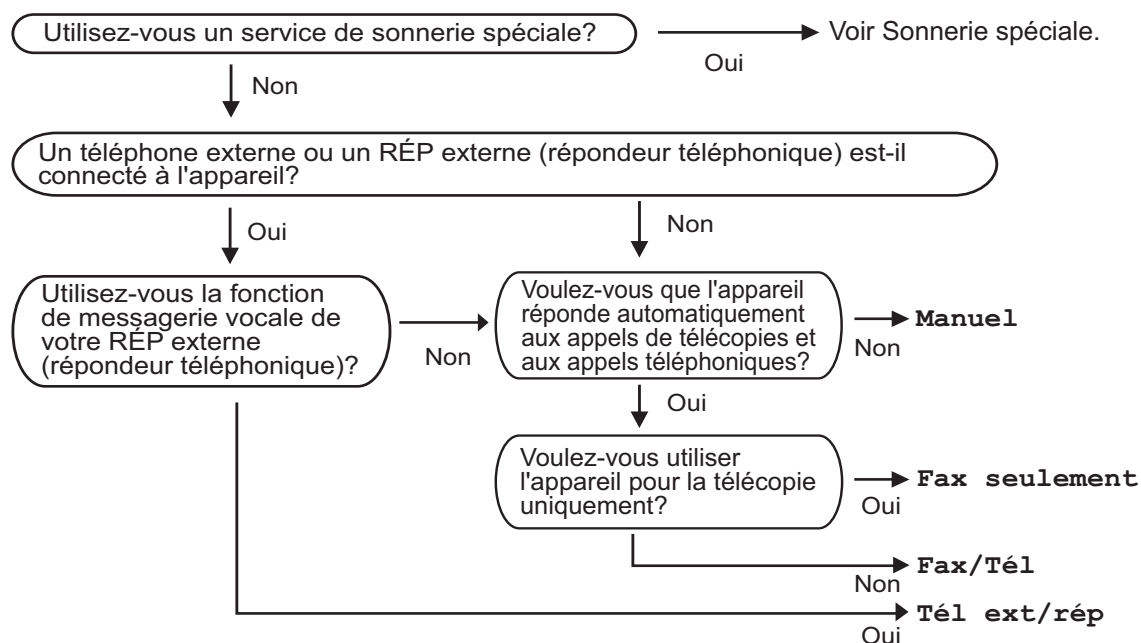 Utilisez-vous un service de sonnerie spéciale?
Voir Sonnerie spéciale.
Oui
Non
Un téléphone externe ou un RÉP externe (répondeur téléphonique) est-il
connecté à l'appareil?
Oui
Non
Utilisez-vous la fonction
de messagerie vocale de
votre RÉP externe
(répondeur téléphonique)?
Non
Voulez-vous que l'appareil
réponde automatiquement
aux appels de télécopies et
aux appels téléphoniques?
Manuel
Non
Oui
Voulez-vous utiliser
l'appareil pour la télécopie
uniquement?
Fax seulement
Oui
Fax/Tél
Non
Tél ext/rép
Oui